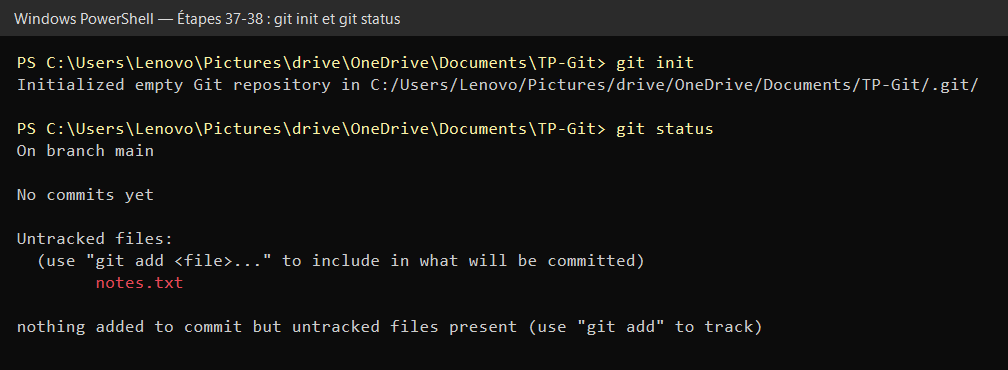 Windows PowerShell — Étapes 37-38 : git init et git status
PS C:\Users\Lenovo\Pictures\drive\OneDrive\Documents\TP-Git> git init
Initialized empty Git repository in C:/Users/Lenovo/Pictures/drive/OneDrive/Documents/TP-Git/.git/
PS C:\Users\Lenovo\Pictures\drive\OneDrive\Documents\TP-Git> git status
On branch main
No commits yet
Untracked files:
(use "git add <file>..." to include in what will be committed)
notes.txt
nothing added to commit but untracked files present (use "git add" to track)